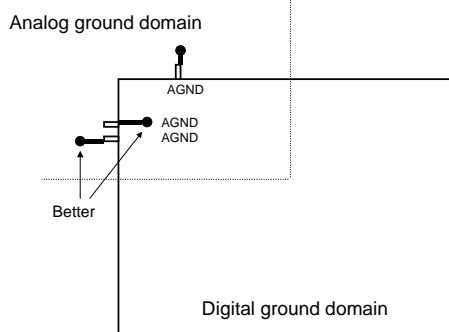 Analog ground domain
AGND
AGND
AGND
Better
Digital ground domain